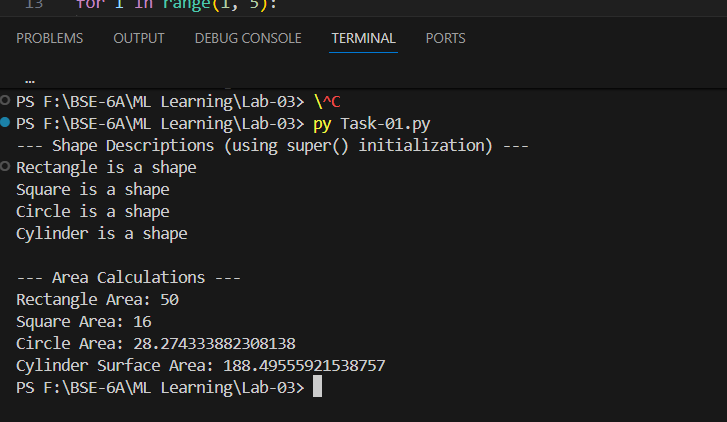 13 for i in range(1, 5):
PROBLEMS OUTPUT DEBUG CONSOLE TERMINAL PORTS
…
PS F:\BSE-6A\ML Learning\Lab-03> \^C
PS F:\BSE-6A\ML Learning\Lab-03> py Task-01.py
--- Shape Descriptions (using super() initialization) ---
Rectangle is a shape
Square is a shape
Circle is a shape
Cylinder is a shape

--- Area Calculations ---
Rectangle Area: 50
Square Area: 16
Circle Area: 28.274333882308138
Cylinder Surface Area: 188.49555921538757
PS F:\BSE-6A\ML Learning\Lab-03>